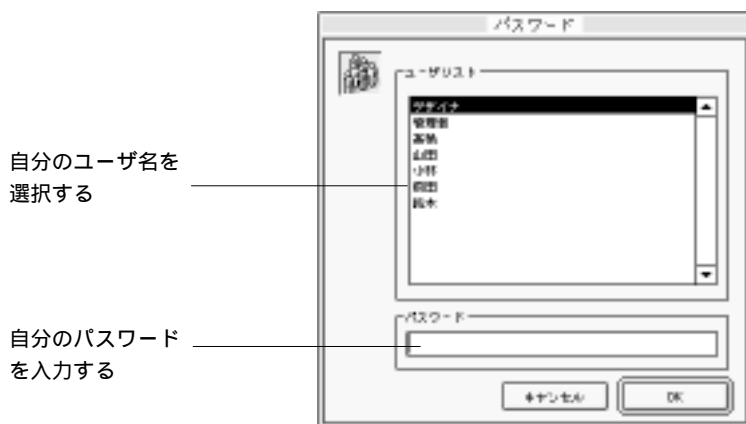 パスワード
ユーザリスト
デザイナ
管理者
高橋
山田
小林
前田
鈴木
自分のユーザ名を
選択する
パスワード
自分のパスワード
を入力する
キャンセル
OK